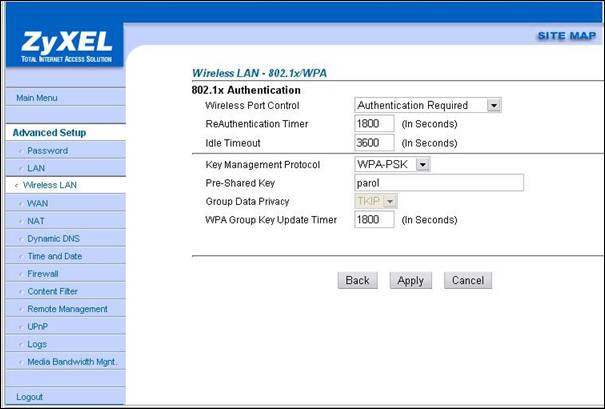 ZyXEL
TOTAL INTERNET ACCESS SOLUTION
SITE MAP
Main Menu
Advanced Setup
Password
LAN
Wireless LAN
WAN
NAT
Dynamic DNS
Time and Date
Firewall
Content Filter
Remote Management
UPnP
Logs
Media Bandwidth Mgnt.
Logout
Wireless LAN - 802.1x/WPA
802.1x Authentication
Wireless Port Control Authentication Required
ReAuthentication Timer 1800 (In Seconds)
Idle Timeout 3600 (In Seconds)
Key Management Protocol WPA-PSK
Pre-Shared Key parol
Group Data Privacy TKIP
WPA Group Key Update Timer 1800 (In Seconds)
Back Apply Cancel